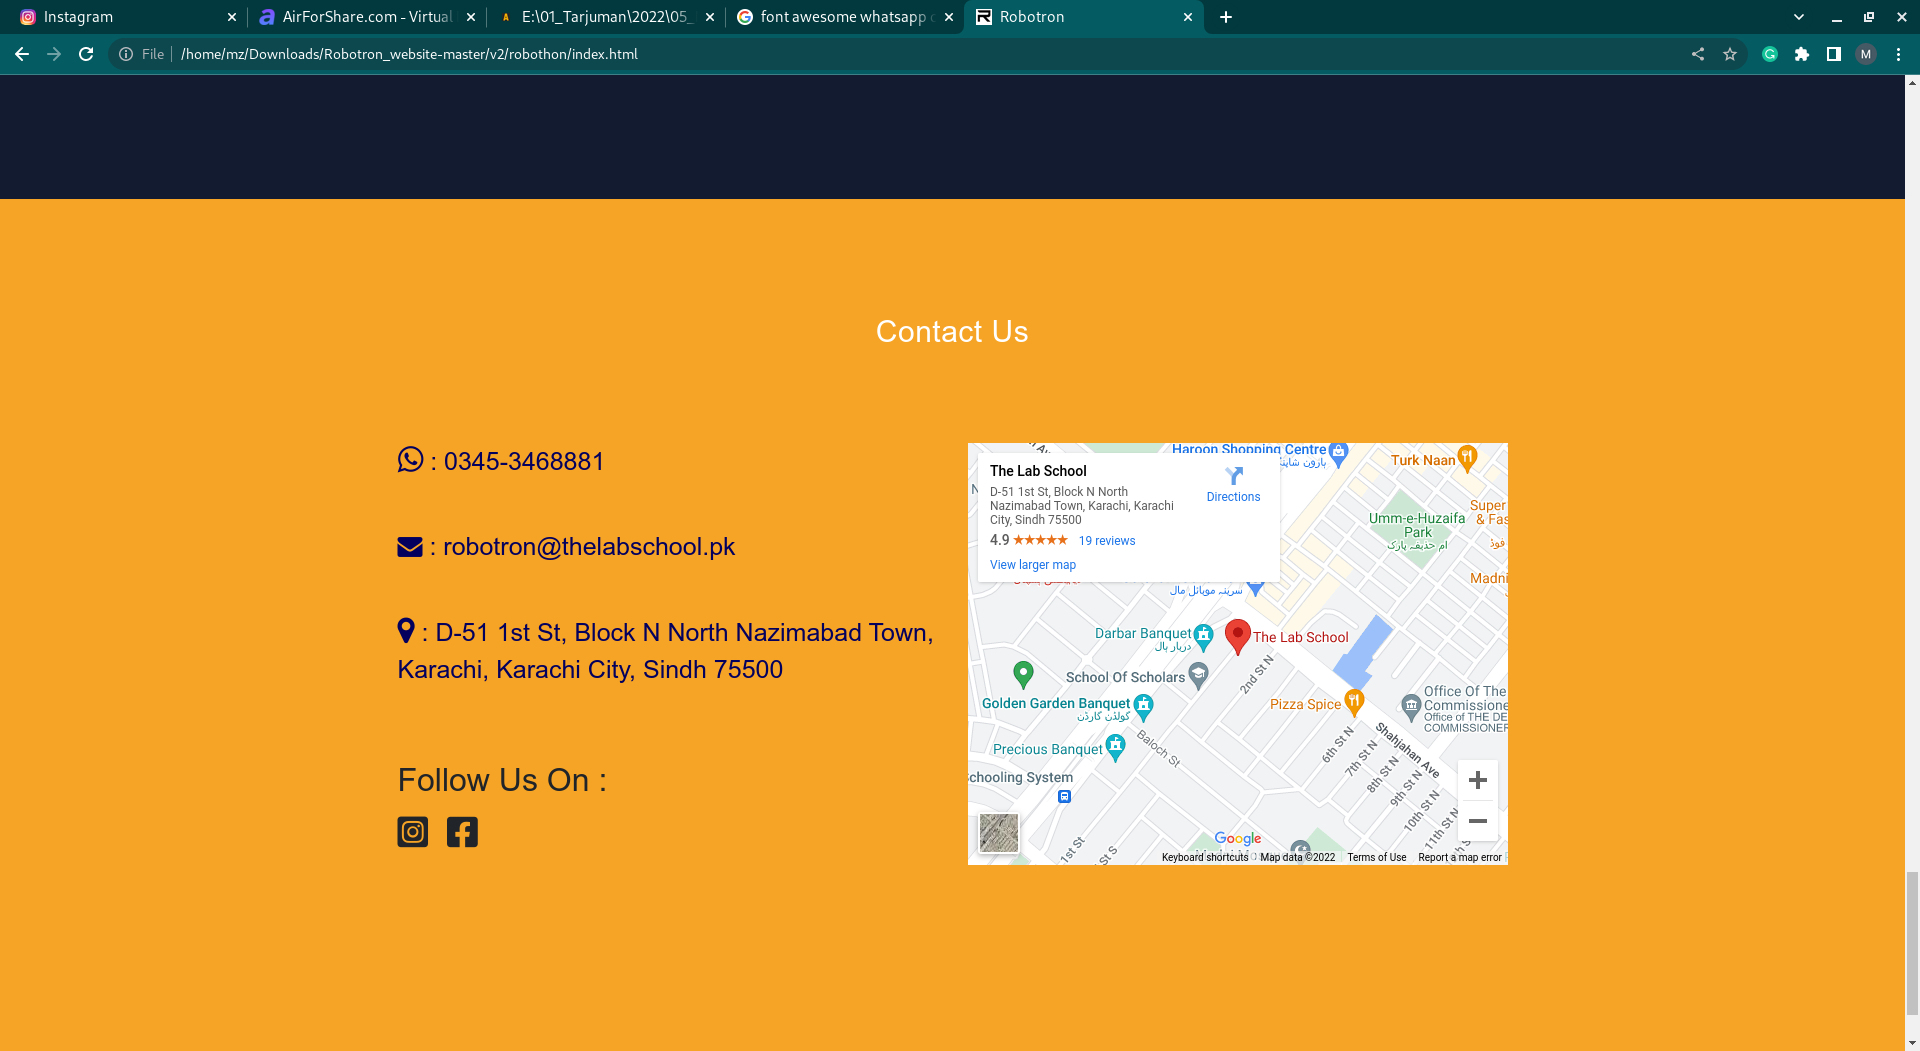 Instagram
AirForShare.com - Virtual
E:\01_Tarjuman\2022\05_
font awesome whatsapp
Robotron
File
/home/mz/Downloads/Robotron_website-master/v2/robothon/index.html
M
Contact Us
: 0345-3468881
: robotron@thelabschool.pk
: D-51 1st St, Block N North Nazimabad Town,
Karachi, Karachi City, Sindh 75500
Follow Us On :
Haroon Shopping Centre
Turk Naan
The Lab School
D-51 1st St, Block N North
Nazimabad Town, Karachi, Karachi
City, Sindh 75500
Directions
4.9
19 reviews
View larger map
Super
& Fas
فوڈ
Umm-e-Huzaifa
Park
ام حذیفہ پارک
Madni
سرینہ موبائل مال
Darbar Banquet
دربار ہال
The Lab School
2nd St N
School Of Scholars
Golden Garden Banquet
گولڈن گارڈن
Pizza Spice
Office Of The
Commissione
Office of THE DE
COMMISSIONER
Precious Banquet
Baloch St
Shahjahan Ave
6th St N
7th St N
8th St N
9th St N
10th St N
11th St N
chooling System
1st St
Google
Keyboard shortcuts
Map data ©2022
Terms of Use
Report a map error